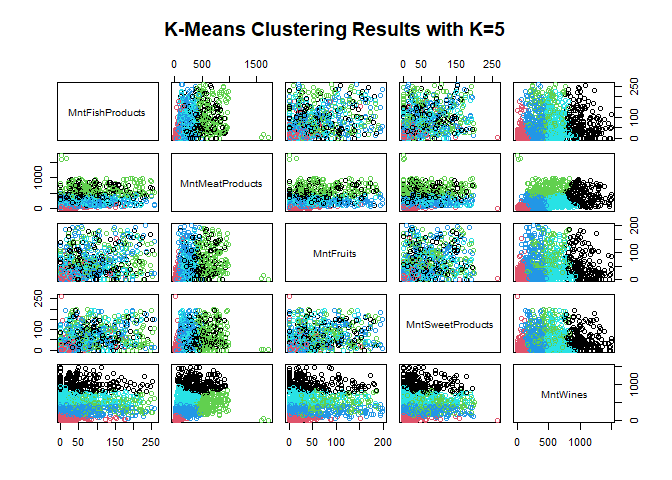 K-Means Clustering Results with K=5
0 500 1500
0 100 250
MntFishProducts
0 50 150 250
0 1000
MntMeatProducts
MntFruits
0 50 100 200
0 100 250
MntSweetProducts
MntWines
0 1000
0 50 150 250
0 50 100 200
0 500 1000